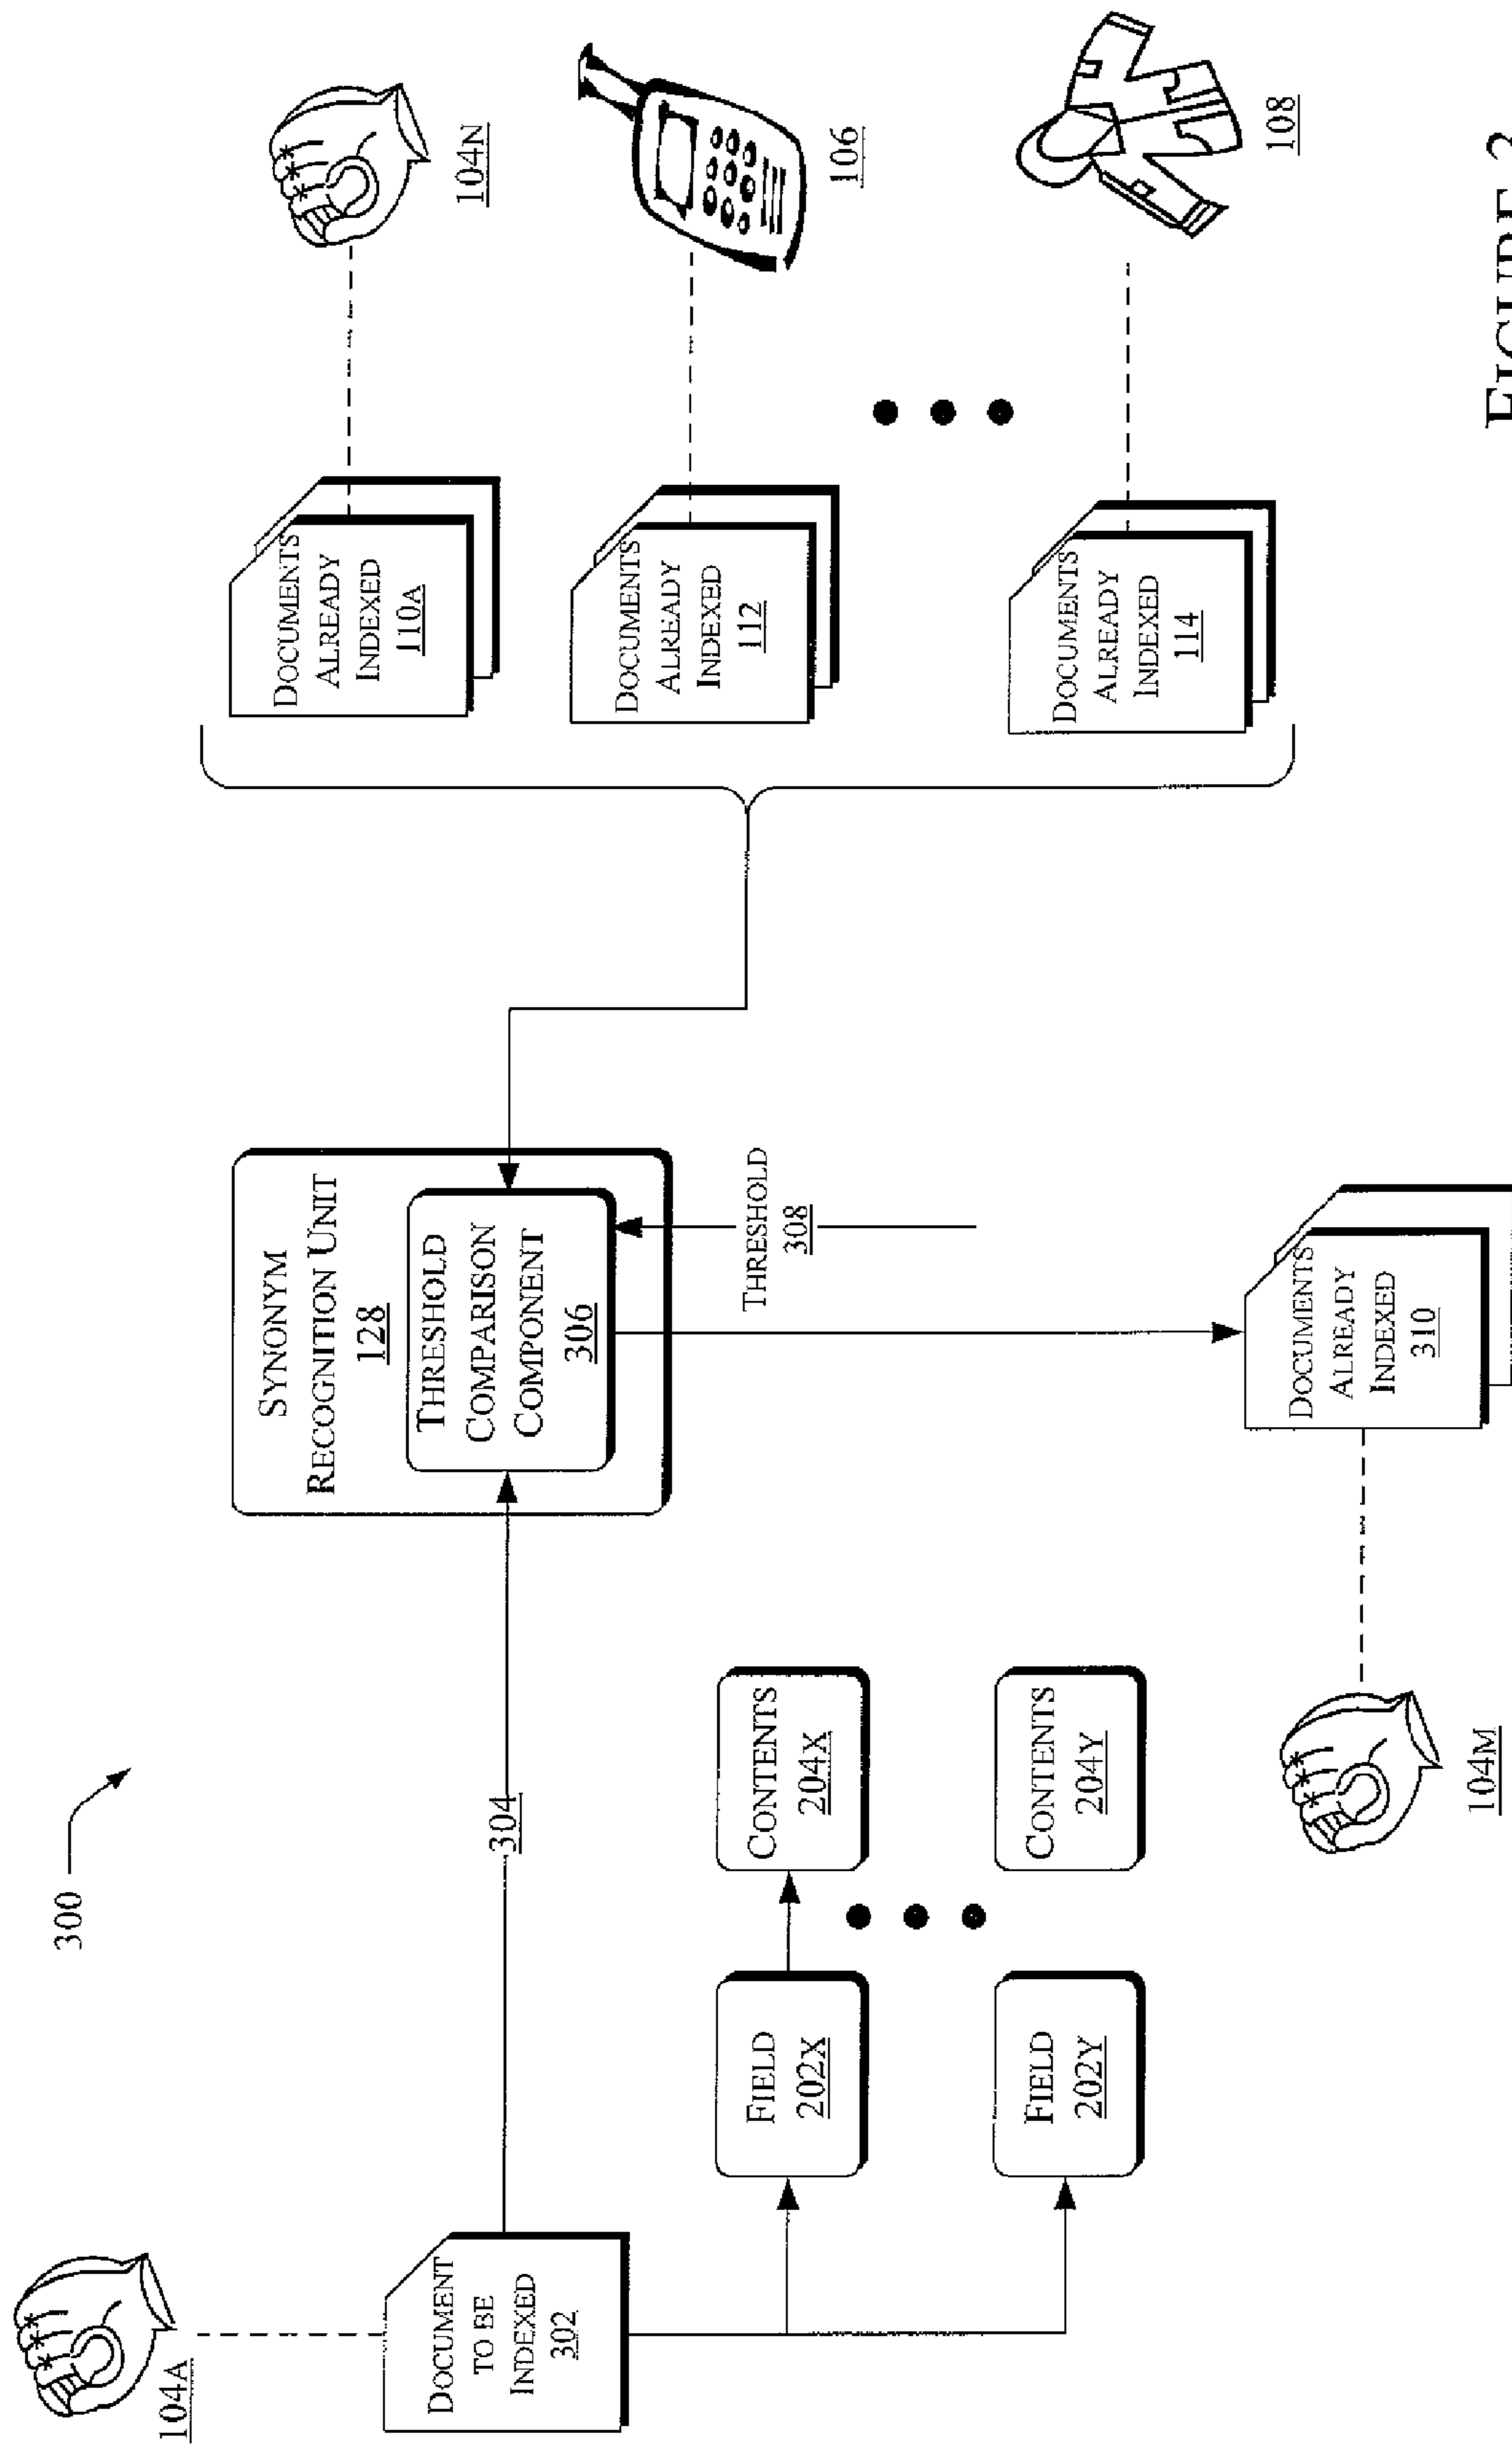 300
104A
DOCUMENT
TO BE
INDEXED
302
304
FIELD
202X
CONTENTS
204X
FIELD
202Y
CONTENTS
204Y
SYNONYM
RECOGNITION UNIT
128
THRESHOLD
COMPARISON
COMPONENT
306
THRESHOLD
308
DOCUMENTS
ALREADY
INDEXED
110A
104N
DOCUMENTS
ALREADY
INDEXED
112
106
DOCUMENTS
ALREADY
INDEXED
114
108
DOCUMENTS
ALREADY
INDEXED
310
104M
FIGURE 3